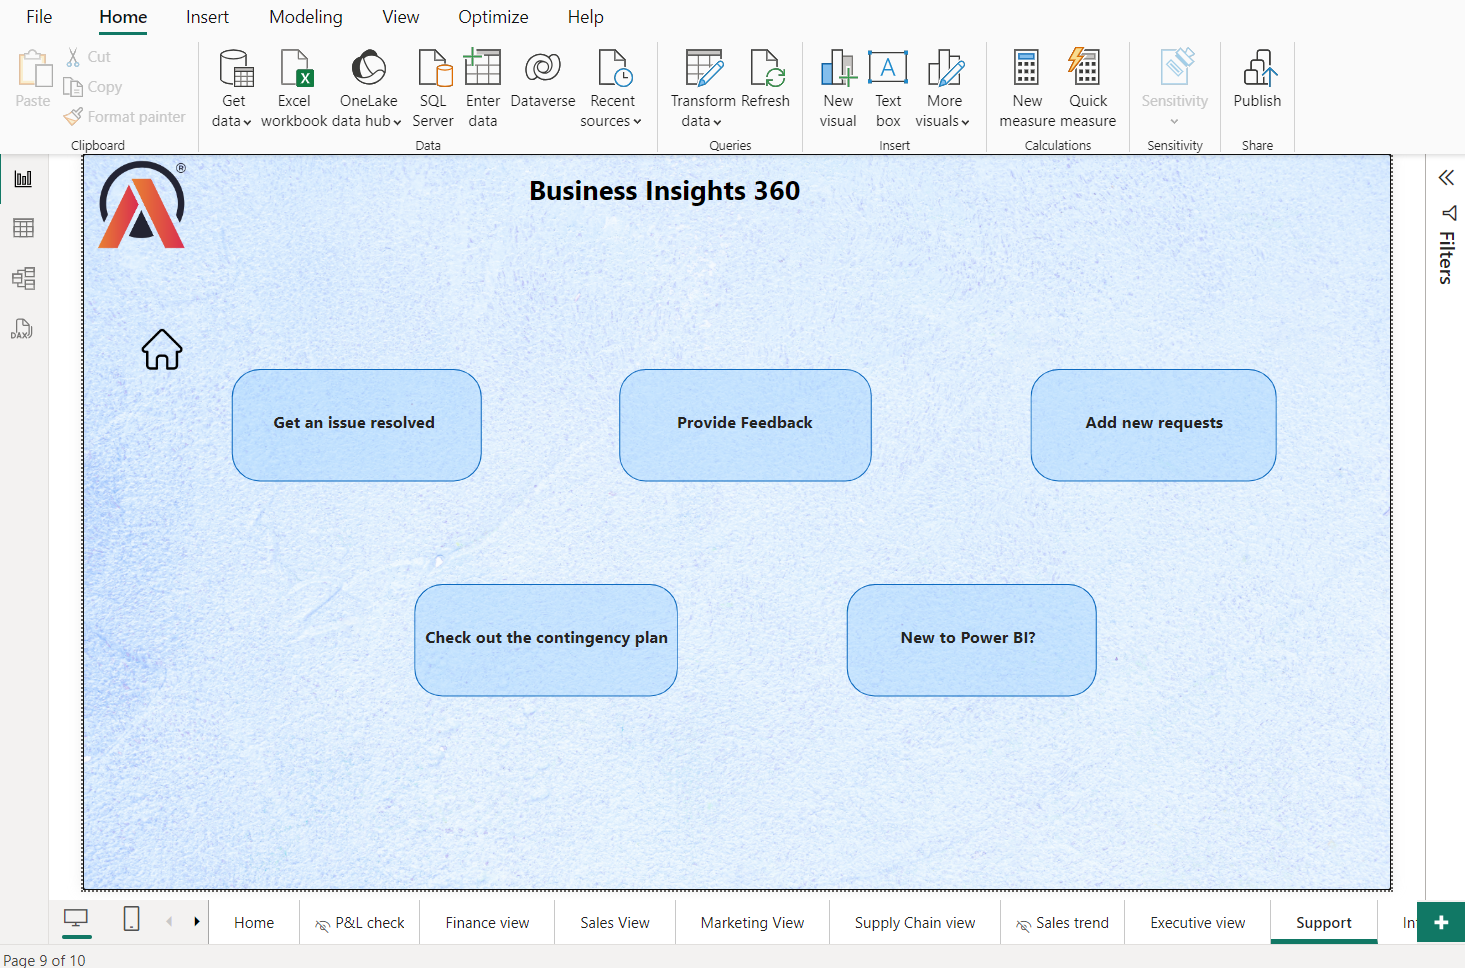 File Home Insert Modeling View Optimize Help
Paste
Cut
Copy
Format painter
Clipboard
Get data
Excel workbook
OneLake data hub
SQL Server
Enter data
Dataverse
Recent sources
Data
Transform data
Refresh
Queries
New visual
Text box
More visuals
Insert
New measure
Quick measure
Calculations
Sensitivity
Sensitivity
Publish
Share
DAX
®
Business Insights 360
Get an issue resolved
Provide Feedback
Add new requests
Check out the contingency plan
New to Power BI?
Filters
Home P&L check Finance view Sales View Marketing View Supply Chain view Sales trend Executive view Support
Page 9 of 10